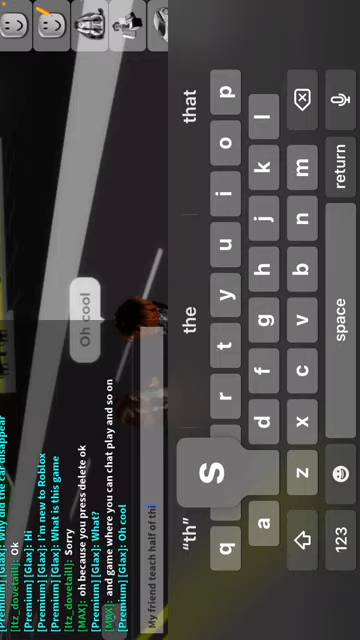 [Premium][Glax]: Why did the car disappear
[Itz_dovetail]: Ok
[Premium][Glax]: Hi
[Premium][Glax]: I'm new to Roblox
[Premium][Glax]: What is this game
[Itz_dovetail]: Sorry
[MAX]: oh because you press delete ok
[Premium][Glax]: What?
[MAX]: and game where you can chat play and so on
[Premium][Glax]: Oh cool
My friend teach half of thi
Oh cool
"th" the that
q r t y u i o p
a S d f g h j k l
z x c v b n m
123 space return